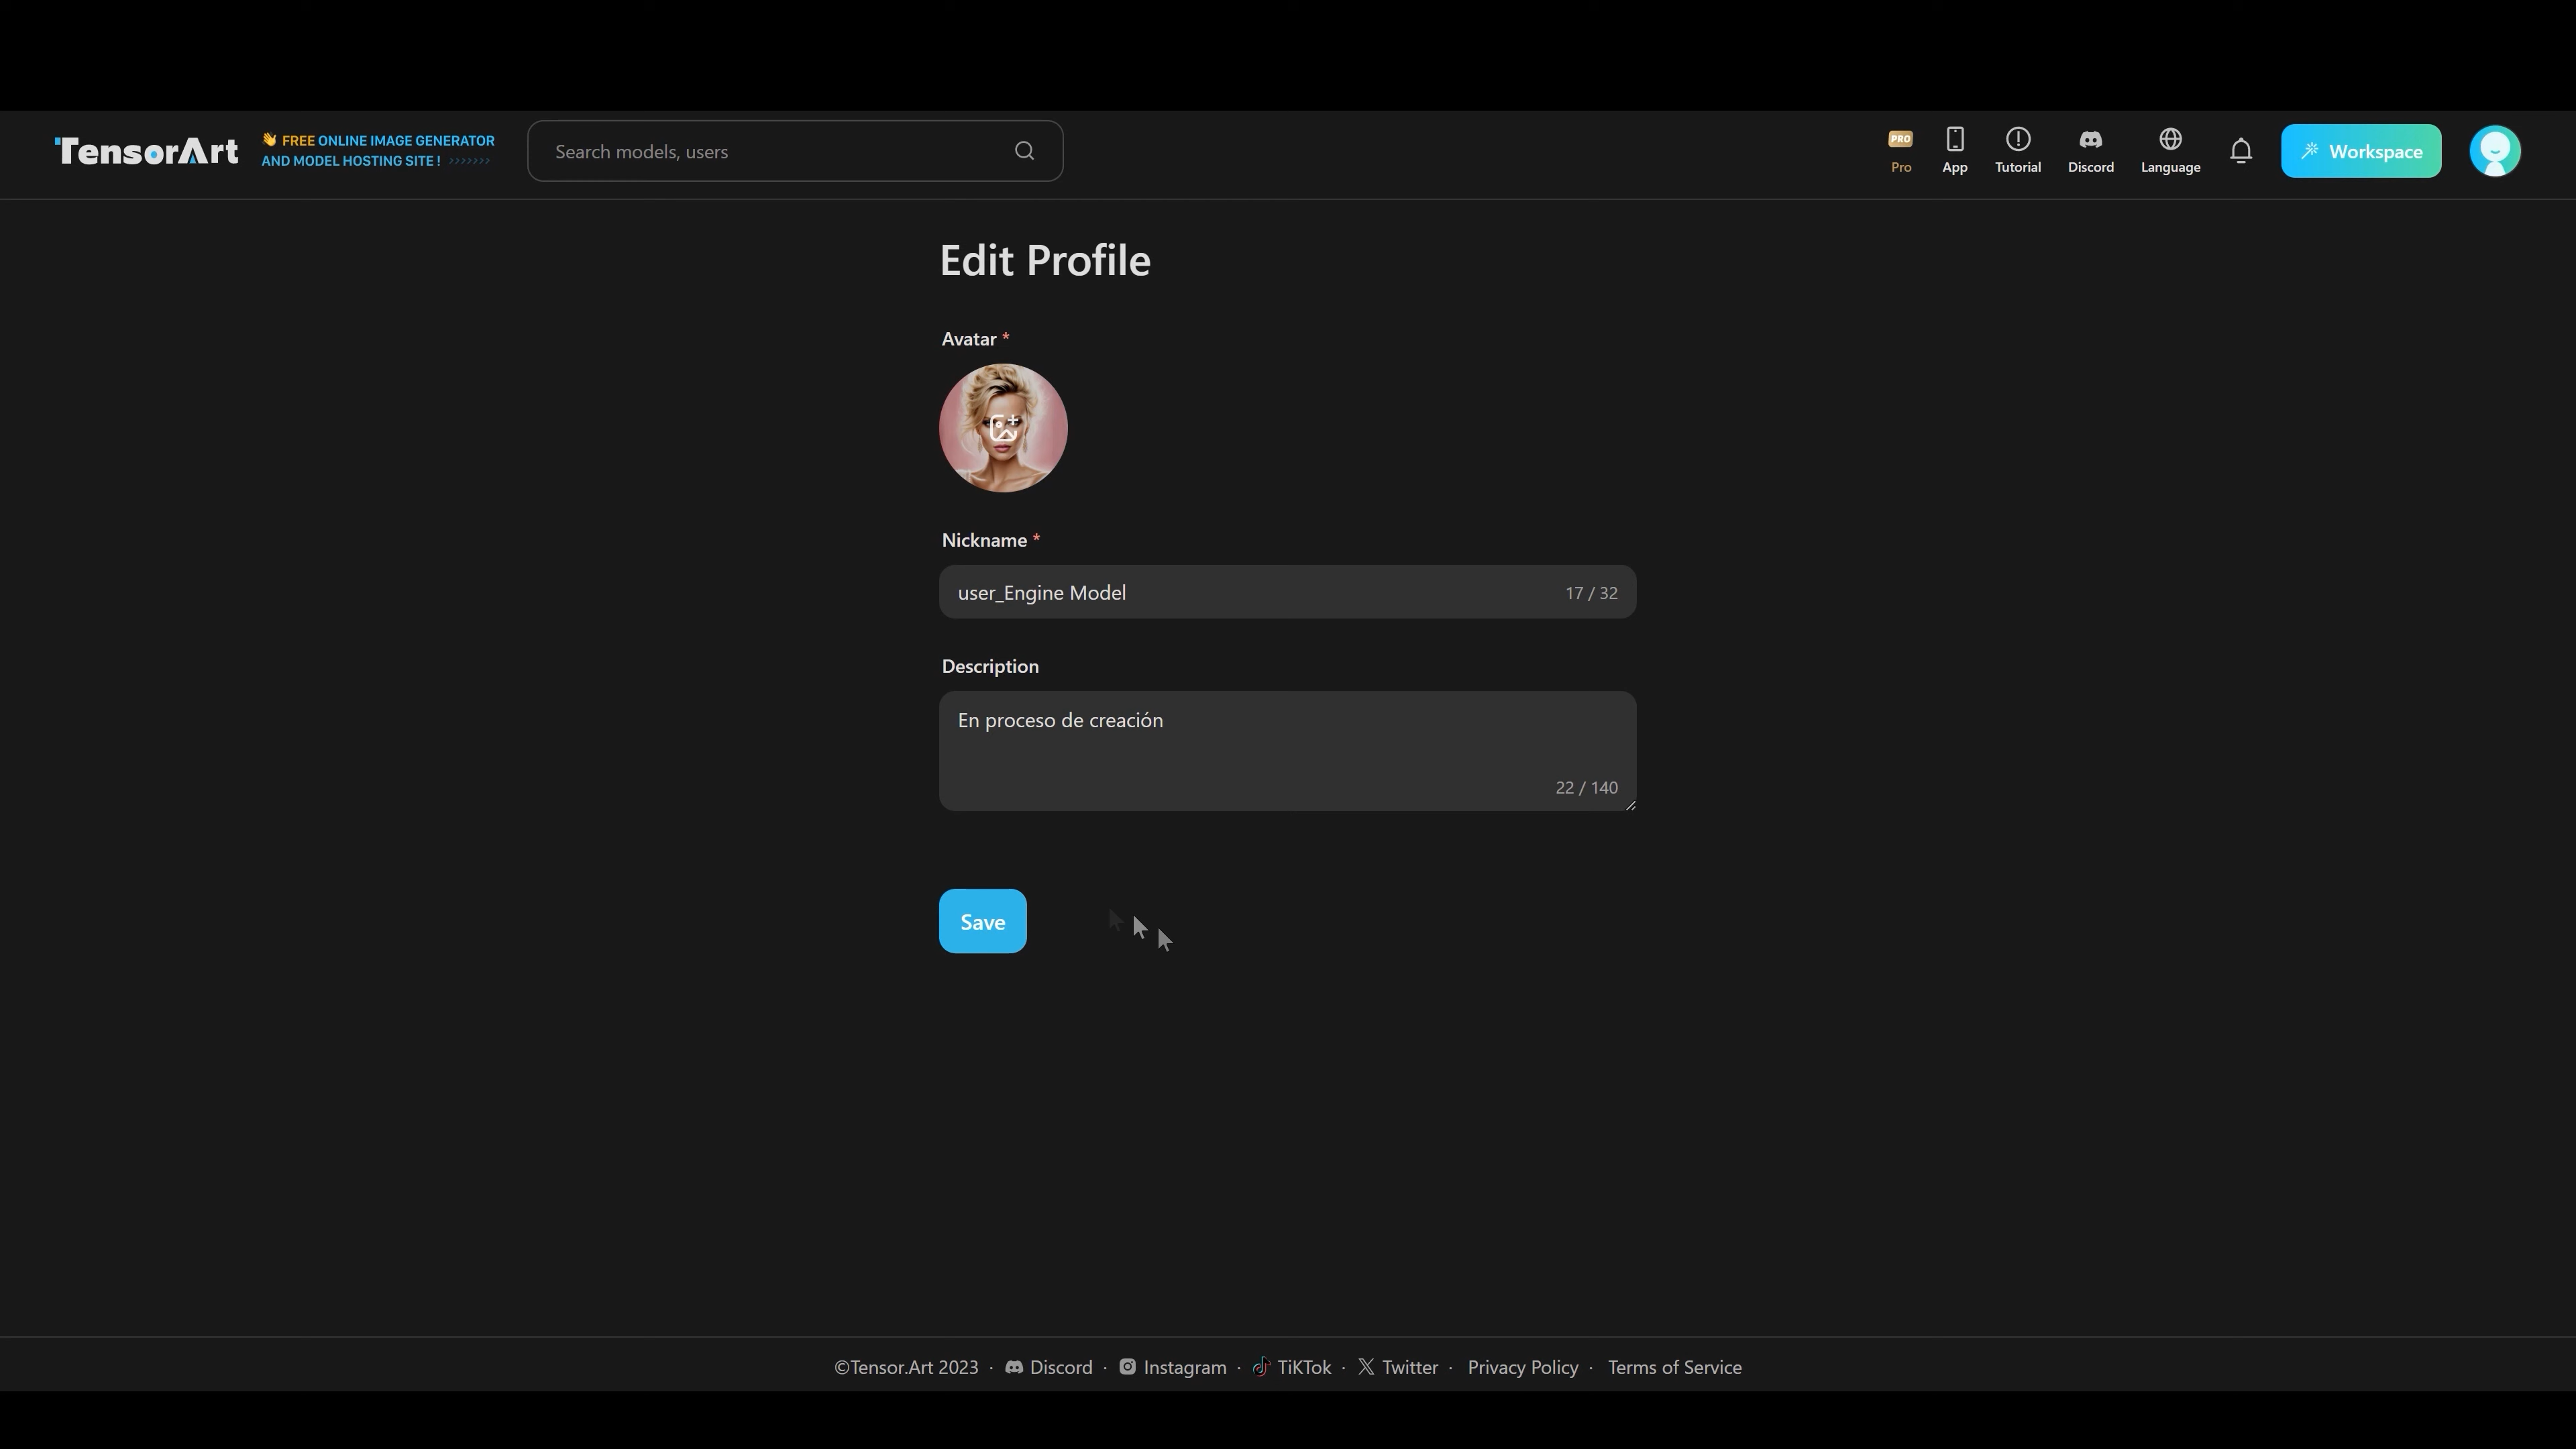 TensorArt
👋 FREE ONLINE IMAGE GENERATOR
AND MODEL HOSTING SITE ! >>>>>>>
Search models, users
PRO
Pro
App
Tutorial
Discord
Language
Workspace
Edit Profile
Avatar *
Nickname *
user_Engine Model
17 / 32
Description
En proceso de creación
22 / 140
Save
©Tensor.Art 2023 · Discord · Instagram · TiKTok · Twitter · Privacy Policy · Terms of Service